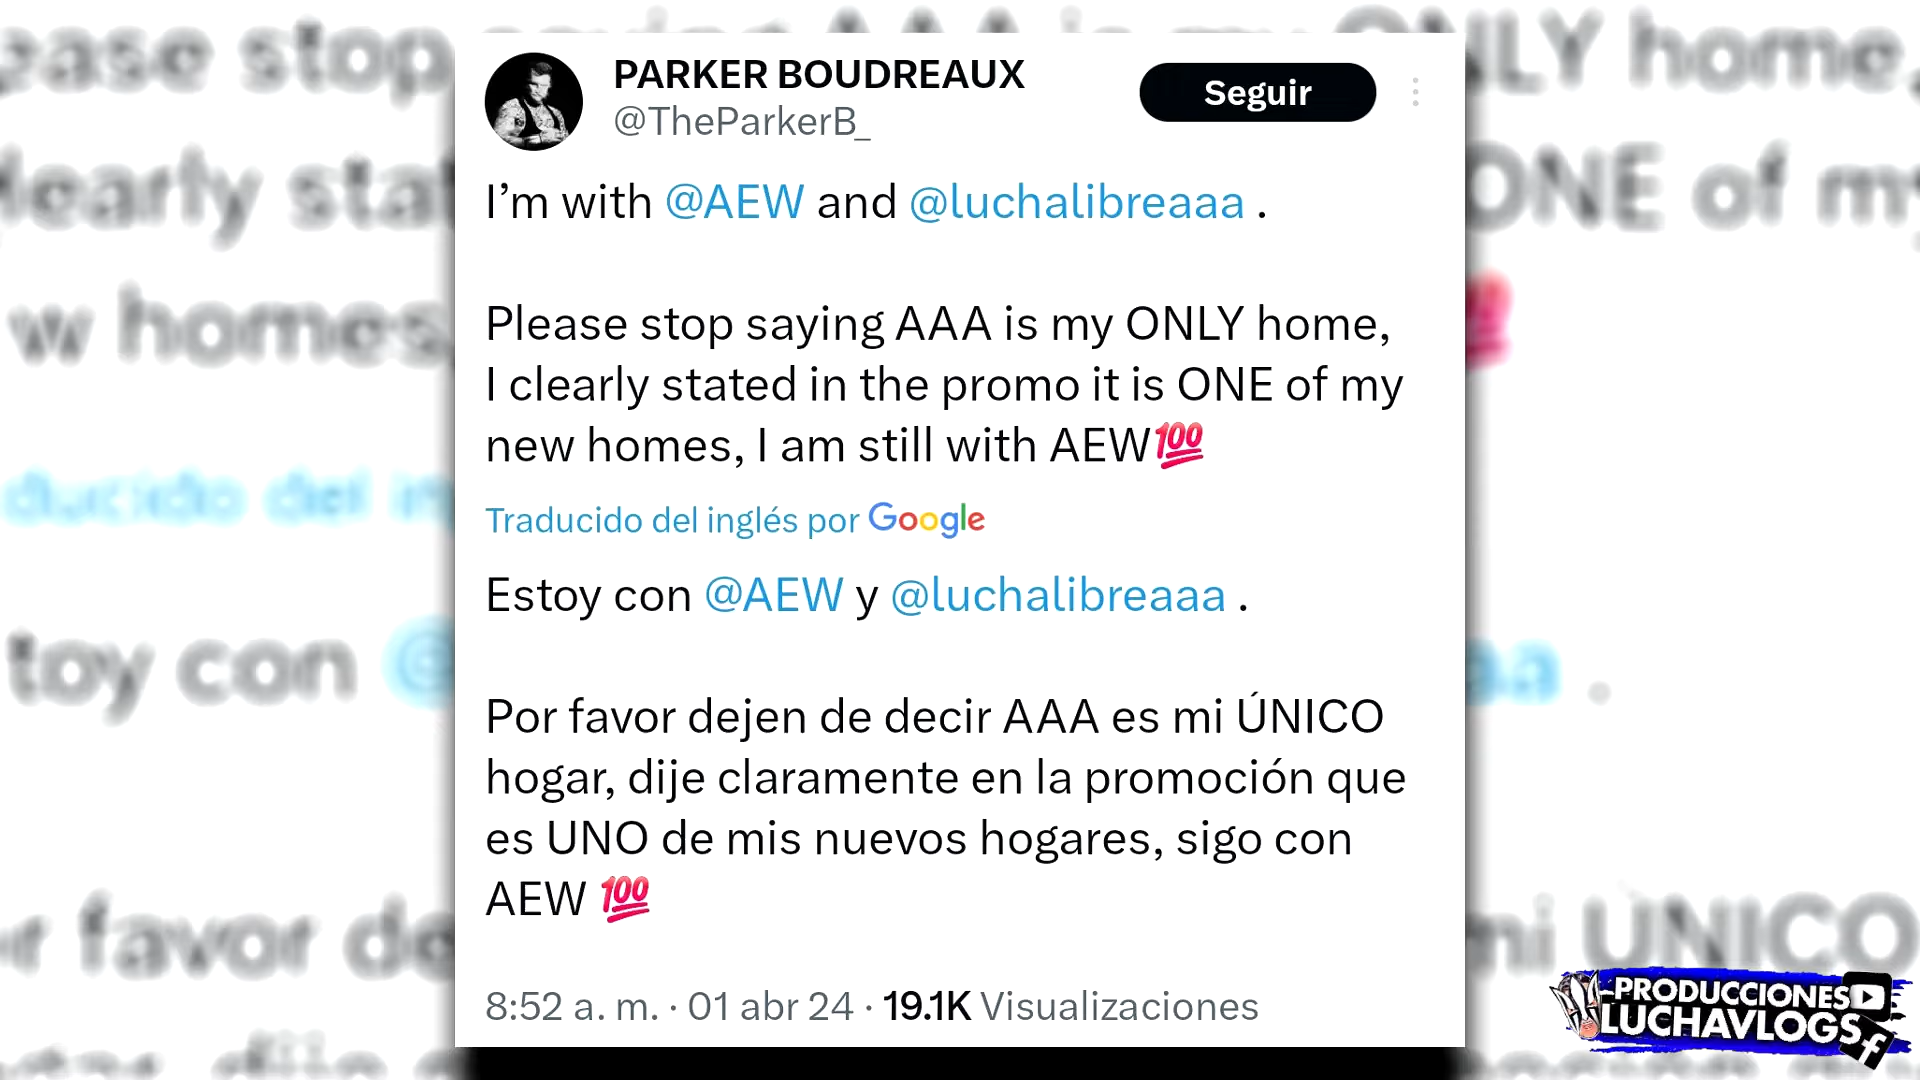 PARKER BOUDREAUX
@TheParkerB_
Seguir
I’m with @AEW and @luchalibreaaa .
Please stop saying AAA is my ONLY home,
I clearly stated in the promo it is ONE of my
new homes, I am still with AEW💯
Traducido del inglés por Google
Estoy con @AEW y @luchalibreaaa .
Por favor dejen de decir AAA es mi ÚNICO
hogar, dije claramente en la promoción que
es UNO de mis nuevos hogares, sigo con
AEW 💯
8:52 a. m. · 01 abr 24 · 19.1K Visualizaciones
PRODUCCIONES
LUCHAVLOGS